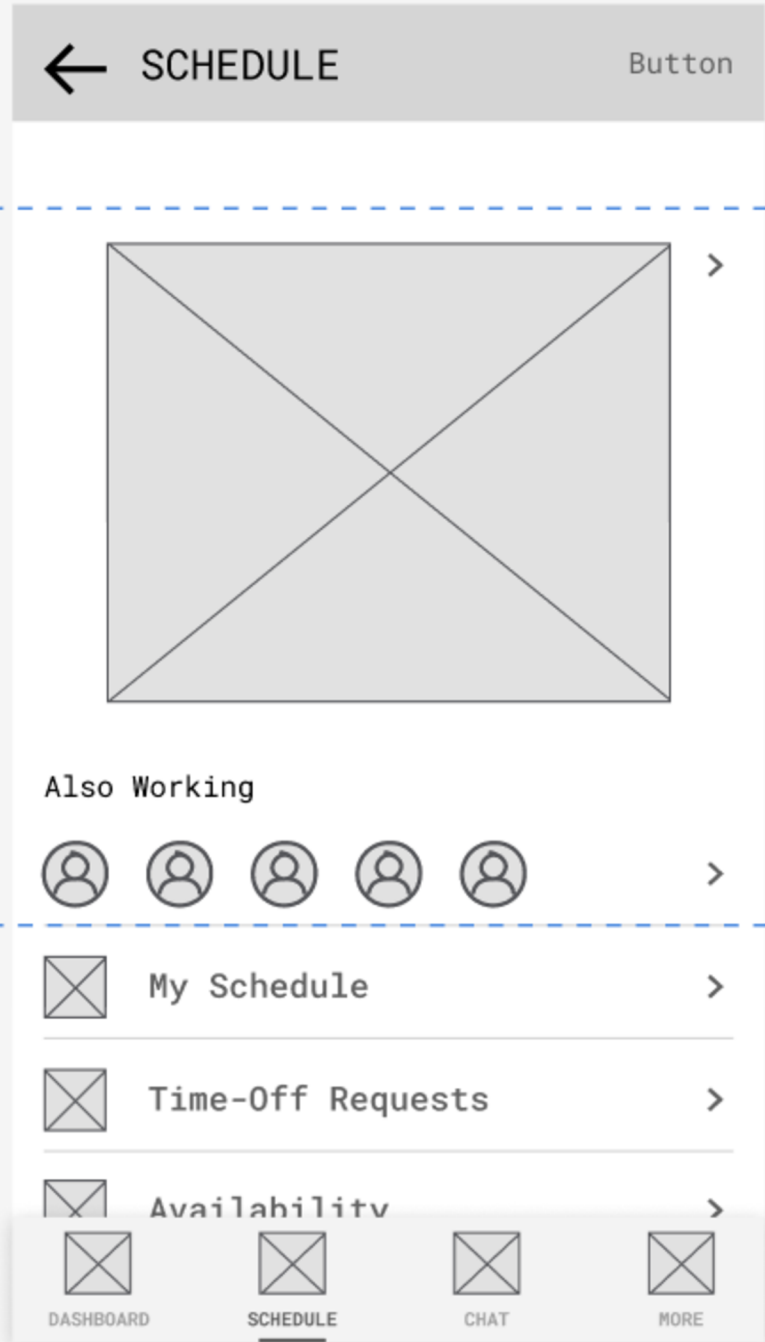 SCHEDULE Button
Also Working
My Schedule
Time-Off Requests
Availability
DASHBOARD SCHEDULE CHAT MORE